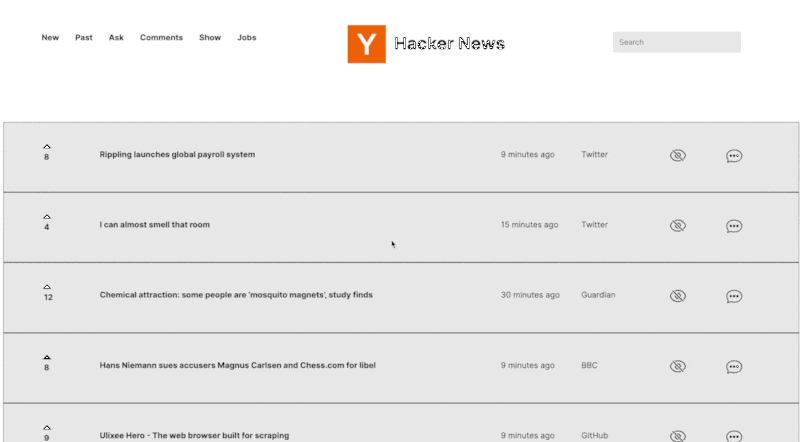 New Past Ask Comments Show Jobs
Y Hacker News
Search
8 Rippling launches global payroll system 9 minutes ago Twitter
4 I can almost smell that room 15 minutes ago Twitter
12 Chemical attraction: some people are 'mosquito magnets', study finds 30 minutes ago Guardian
8 Hans Niemann sues accusers Magnus Carlsen and Chess.com for libel 9 minutes ago BBC
9 Ulixee Hero - The web browser built for scraping 9 minutes ago GitHub